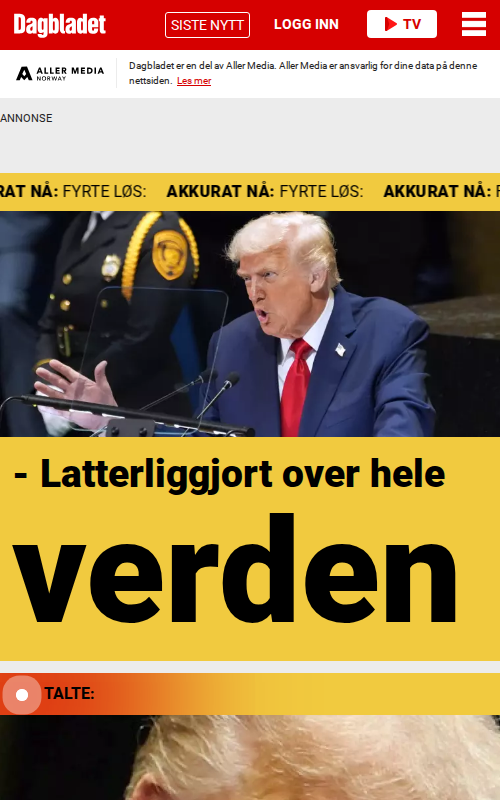 Dagbladet
SISTE NYTT
LOGG INN
TV
ALLER MEDIA
NORWAY
Dagbladet er en del av Aller Media. Aller Media er ansvarlig for dine data på denne
nettsiden. Les mer
ANNONSE
RAT NÅ: FYRTE LØS: AKKURAT NÅ: FYRTE LØS: AKKURAT NÅ: F
- Latterliggjort over hele
verden
TALTE: